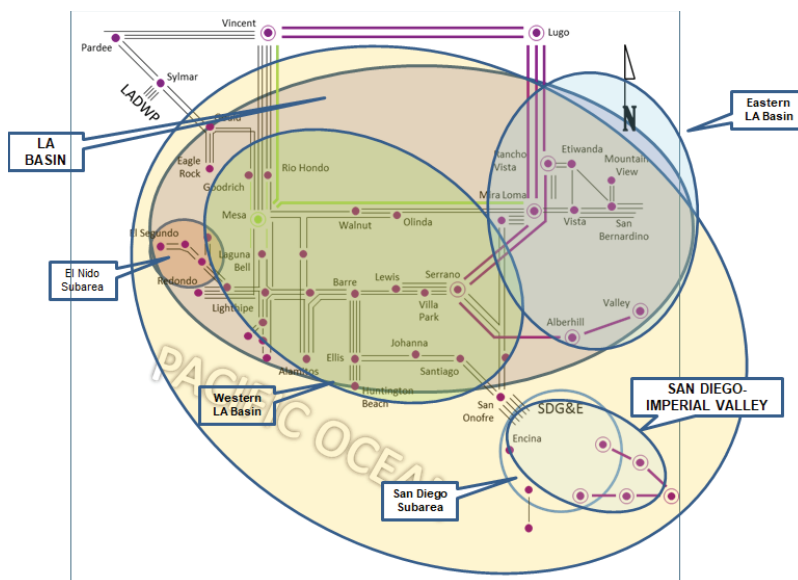 Vincent
Lugo
Pardee
Sylmar
LADWP
Gould
N
Eastern
LA Basin
LA
BASIN
Eagle
Rock
Goodrich
Rio Hondo
Rancho
Vista
Etiwanda
Mountain
View
Mira Loma
Mesa
Walnut
Olinda
Vista
San
Bernardino
El Segundo
El Nido
Subarea
Redondo
Laguna
Bell
Lighthipe
Barre
Lewis
Serrano
Villa
Park
Valley
Alberhill
Alamitos
Ellis
Johanna
Santiago
Huntington
Beach
Western
LA Basin
PACIFIC OCEA
San
Onofre
SDG&E
SAN DIEGO-
IMPERIAL VALLEY
Encina
San Diego
Subarea